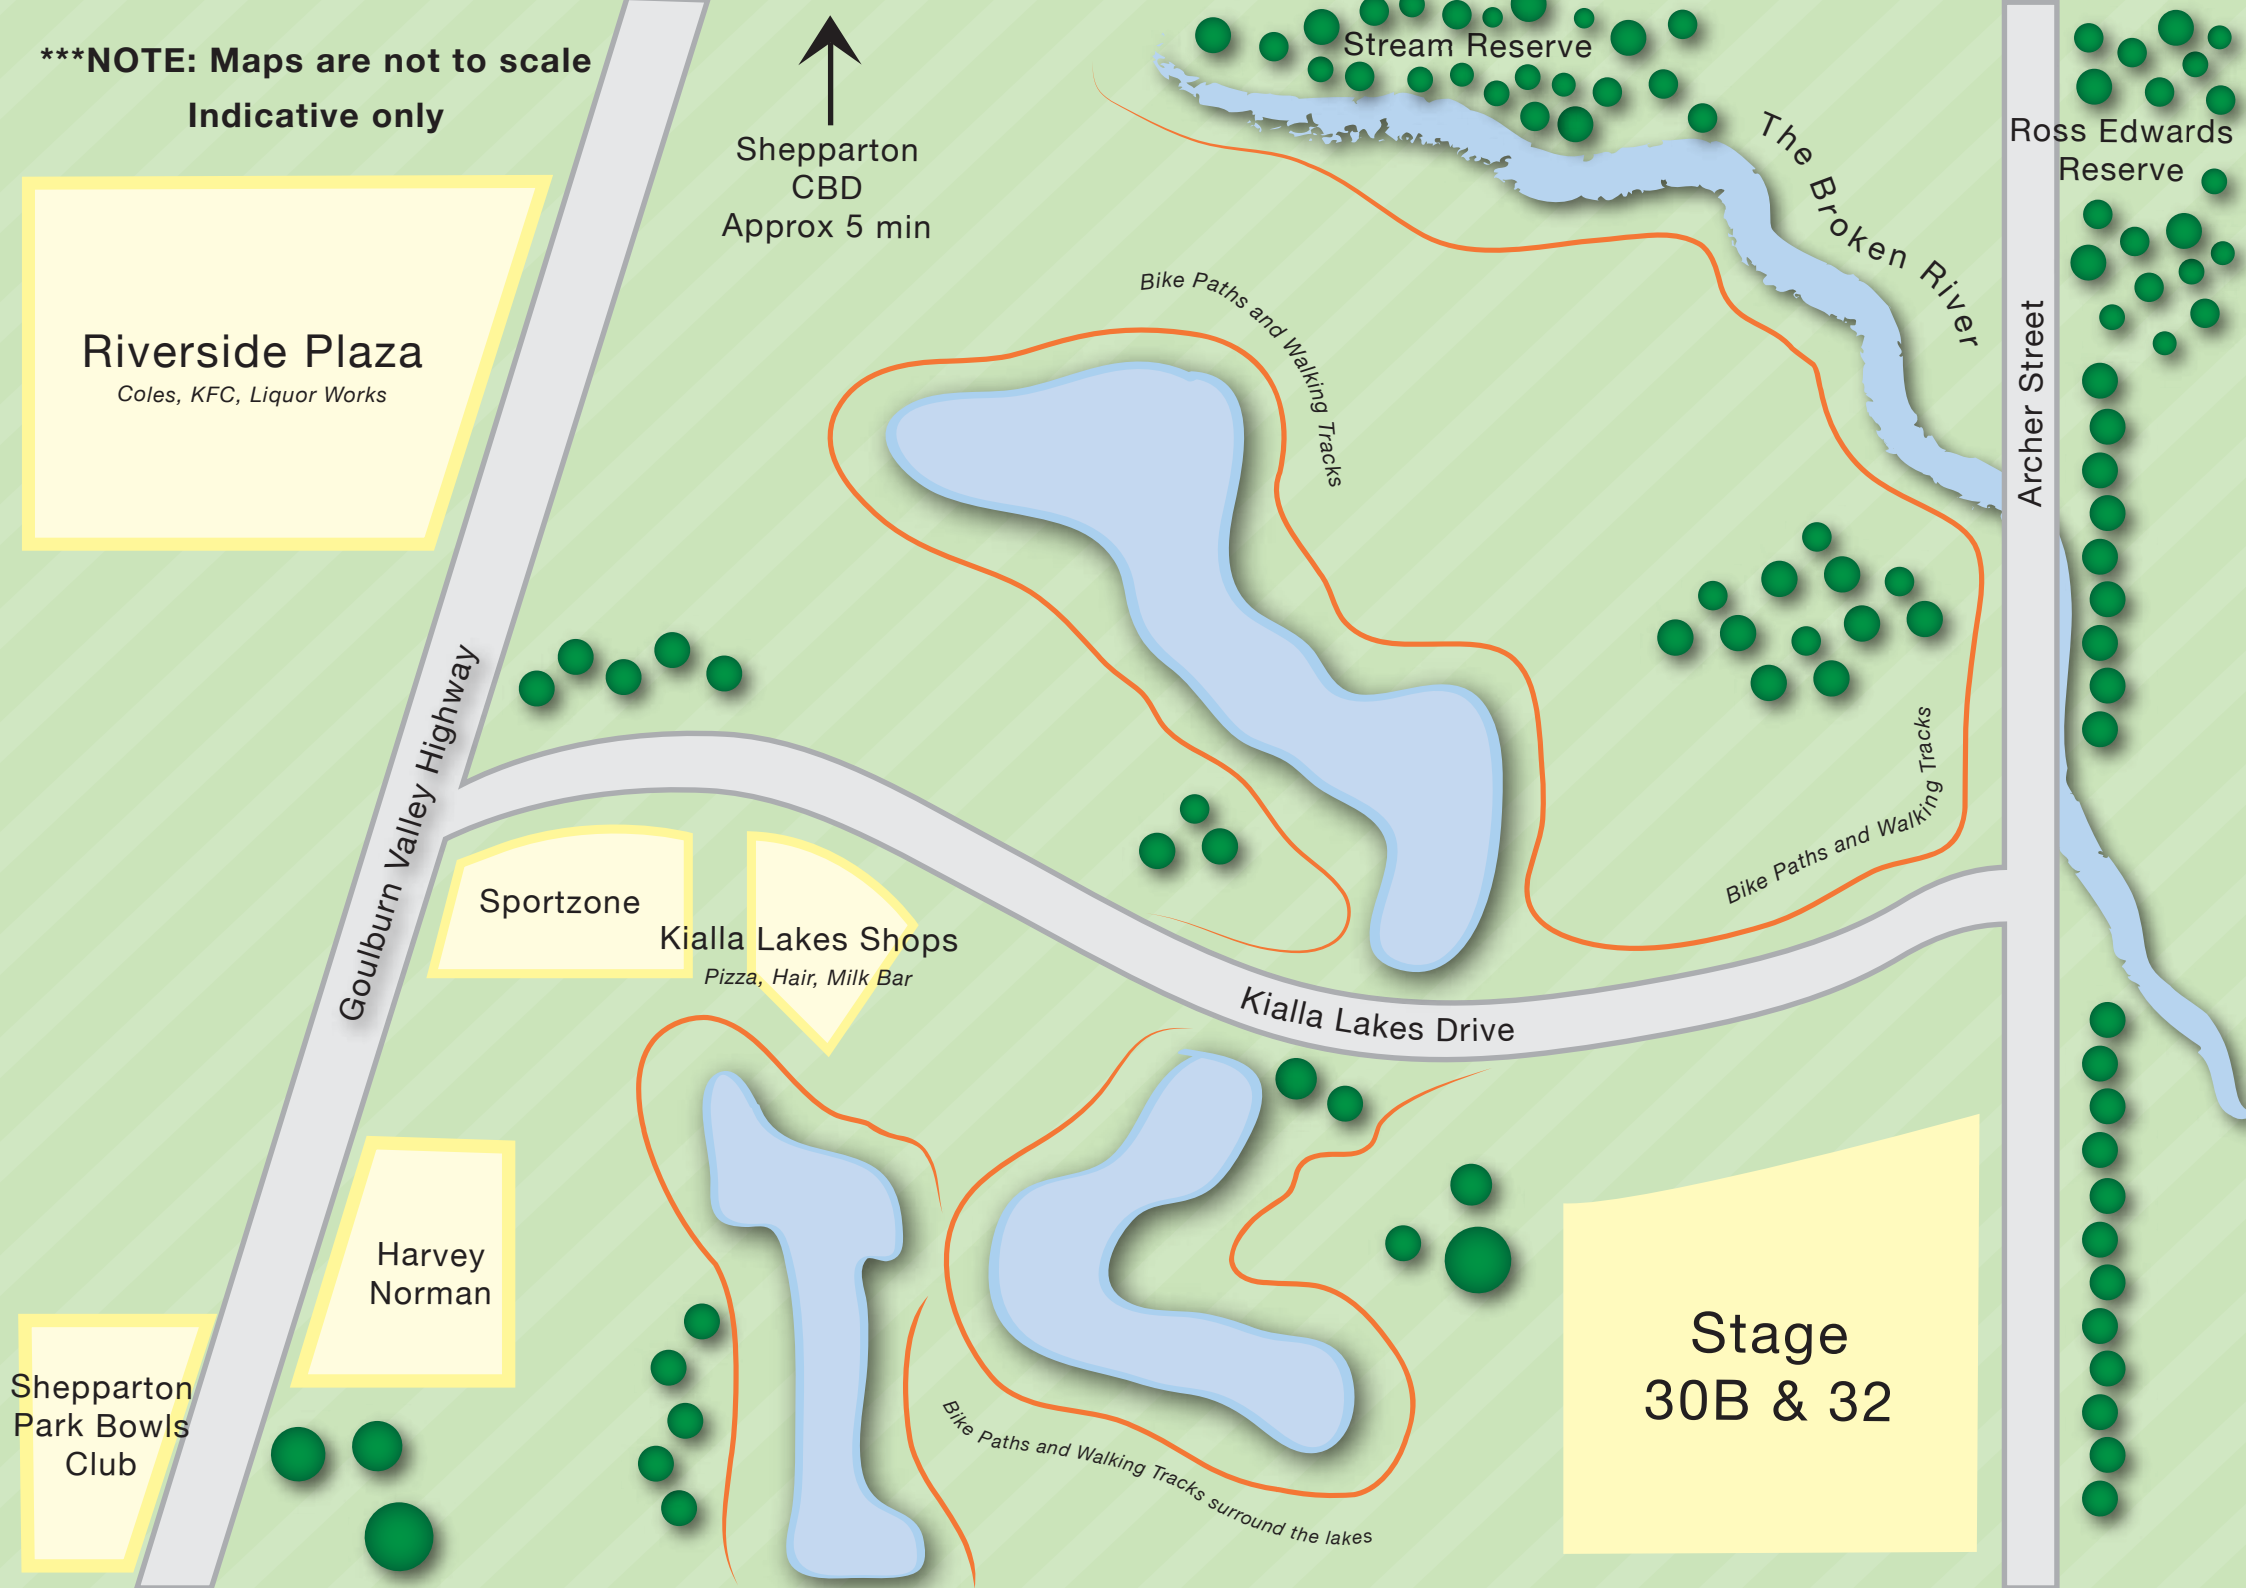 ***NOTE: Maps are not to scale
Indicative only
Shepparton
CBD
Approx 5 min
Stream Reserve
The Broken River
Ross Edwards
Reserve
Archer Street
Riverside Plaza
Coles, KFC, Liquor Works
Bike Paths and Walking Tracks
Goulburn Valley Highway
Bike Paths and Walking Tracks
Sportzone
Kialla Lakes Shops
Pizza, Hair, Milk Bar
Kialla Lakes Drive
Harvey
Norman
Shepparton
Park Bowls
Club
Bike Paths and Walking Tracks surround the lakes
Stage
30B & 32